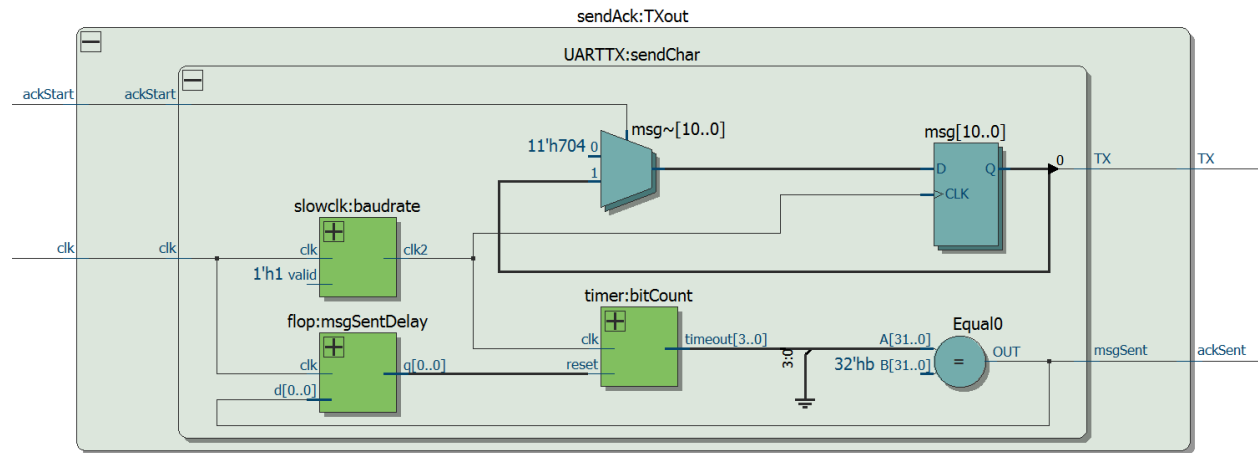 sendAck:TXout
UARTTX:sendChar
ackStart ackStart
msg~[10..0]
msg[10..0]
11'h704 0
1
D Q
CLK
0 TX TX
slowclk:baudrate
clk clk clk clk2
1'h1 valid
flop:msgSentDelay
clk q[0..0]
d[0..0]
timer:bitCount
clk timeout[3..0]
reset
3:0
Equal0
A[31..0]
32'hb B[31..0]
= OUT
msgSent ackSent